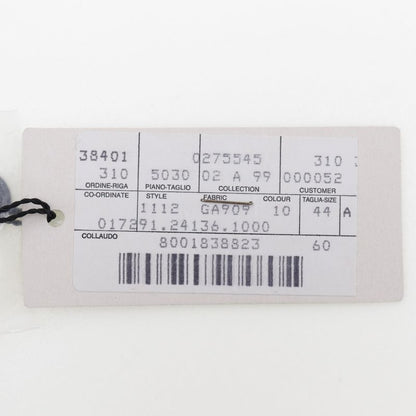 38401 0275545 310
310 5030 02 A 99 000052
ORDINE-RIGA PIANO-TAGLIO COLLECTION CUSTOMER
CO-ORDINATE STYLE FABRIC COLOUR TAGLIA-SIZE
1112 GA909 10 44 A
017291.24136.1000
COLLAUDO 8001838823 60